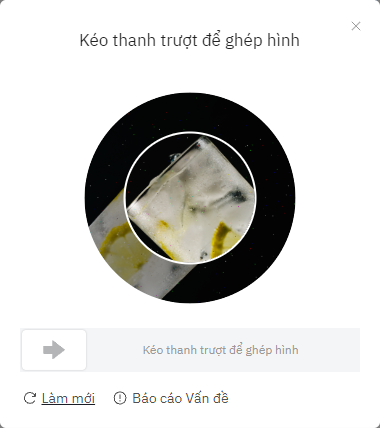 Kéo thanh trượt để ghép hình
Kéo thanh trượt để ghép hình
Làm mới
Báo cáo Vấn đề